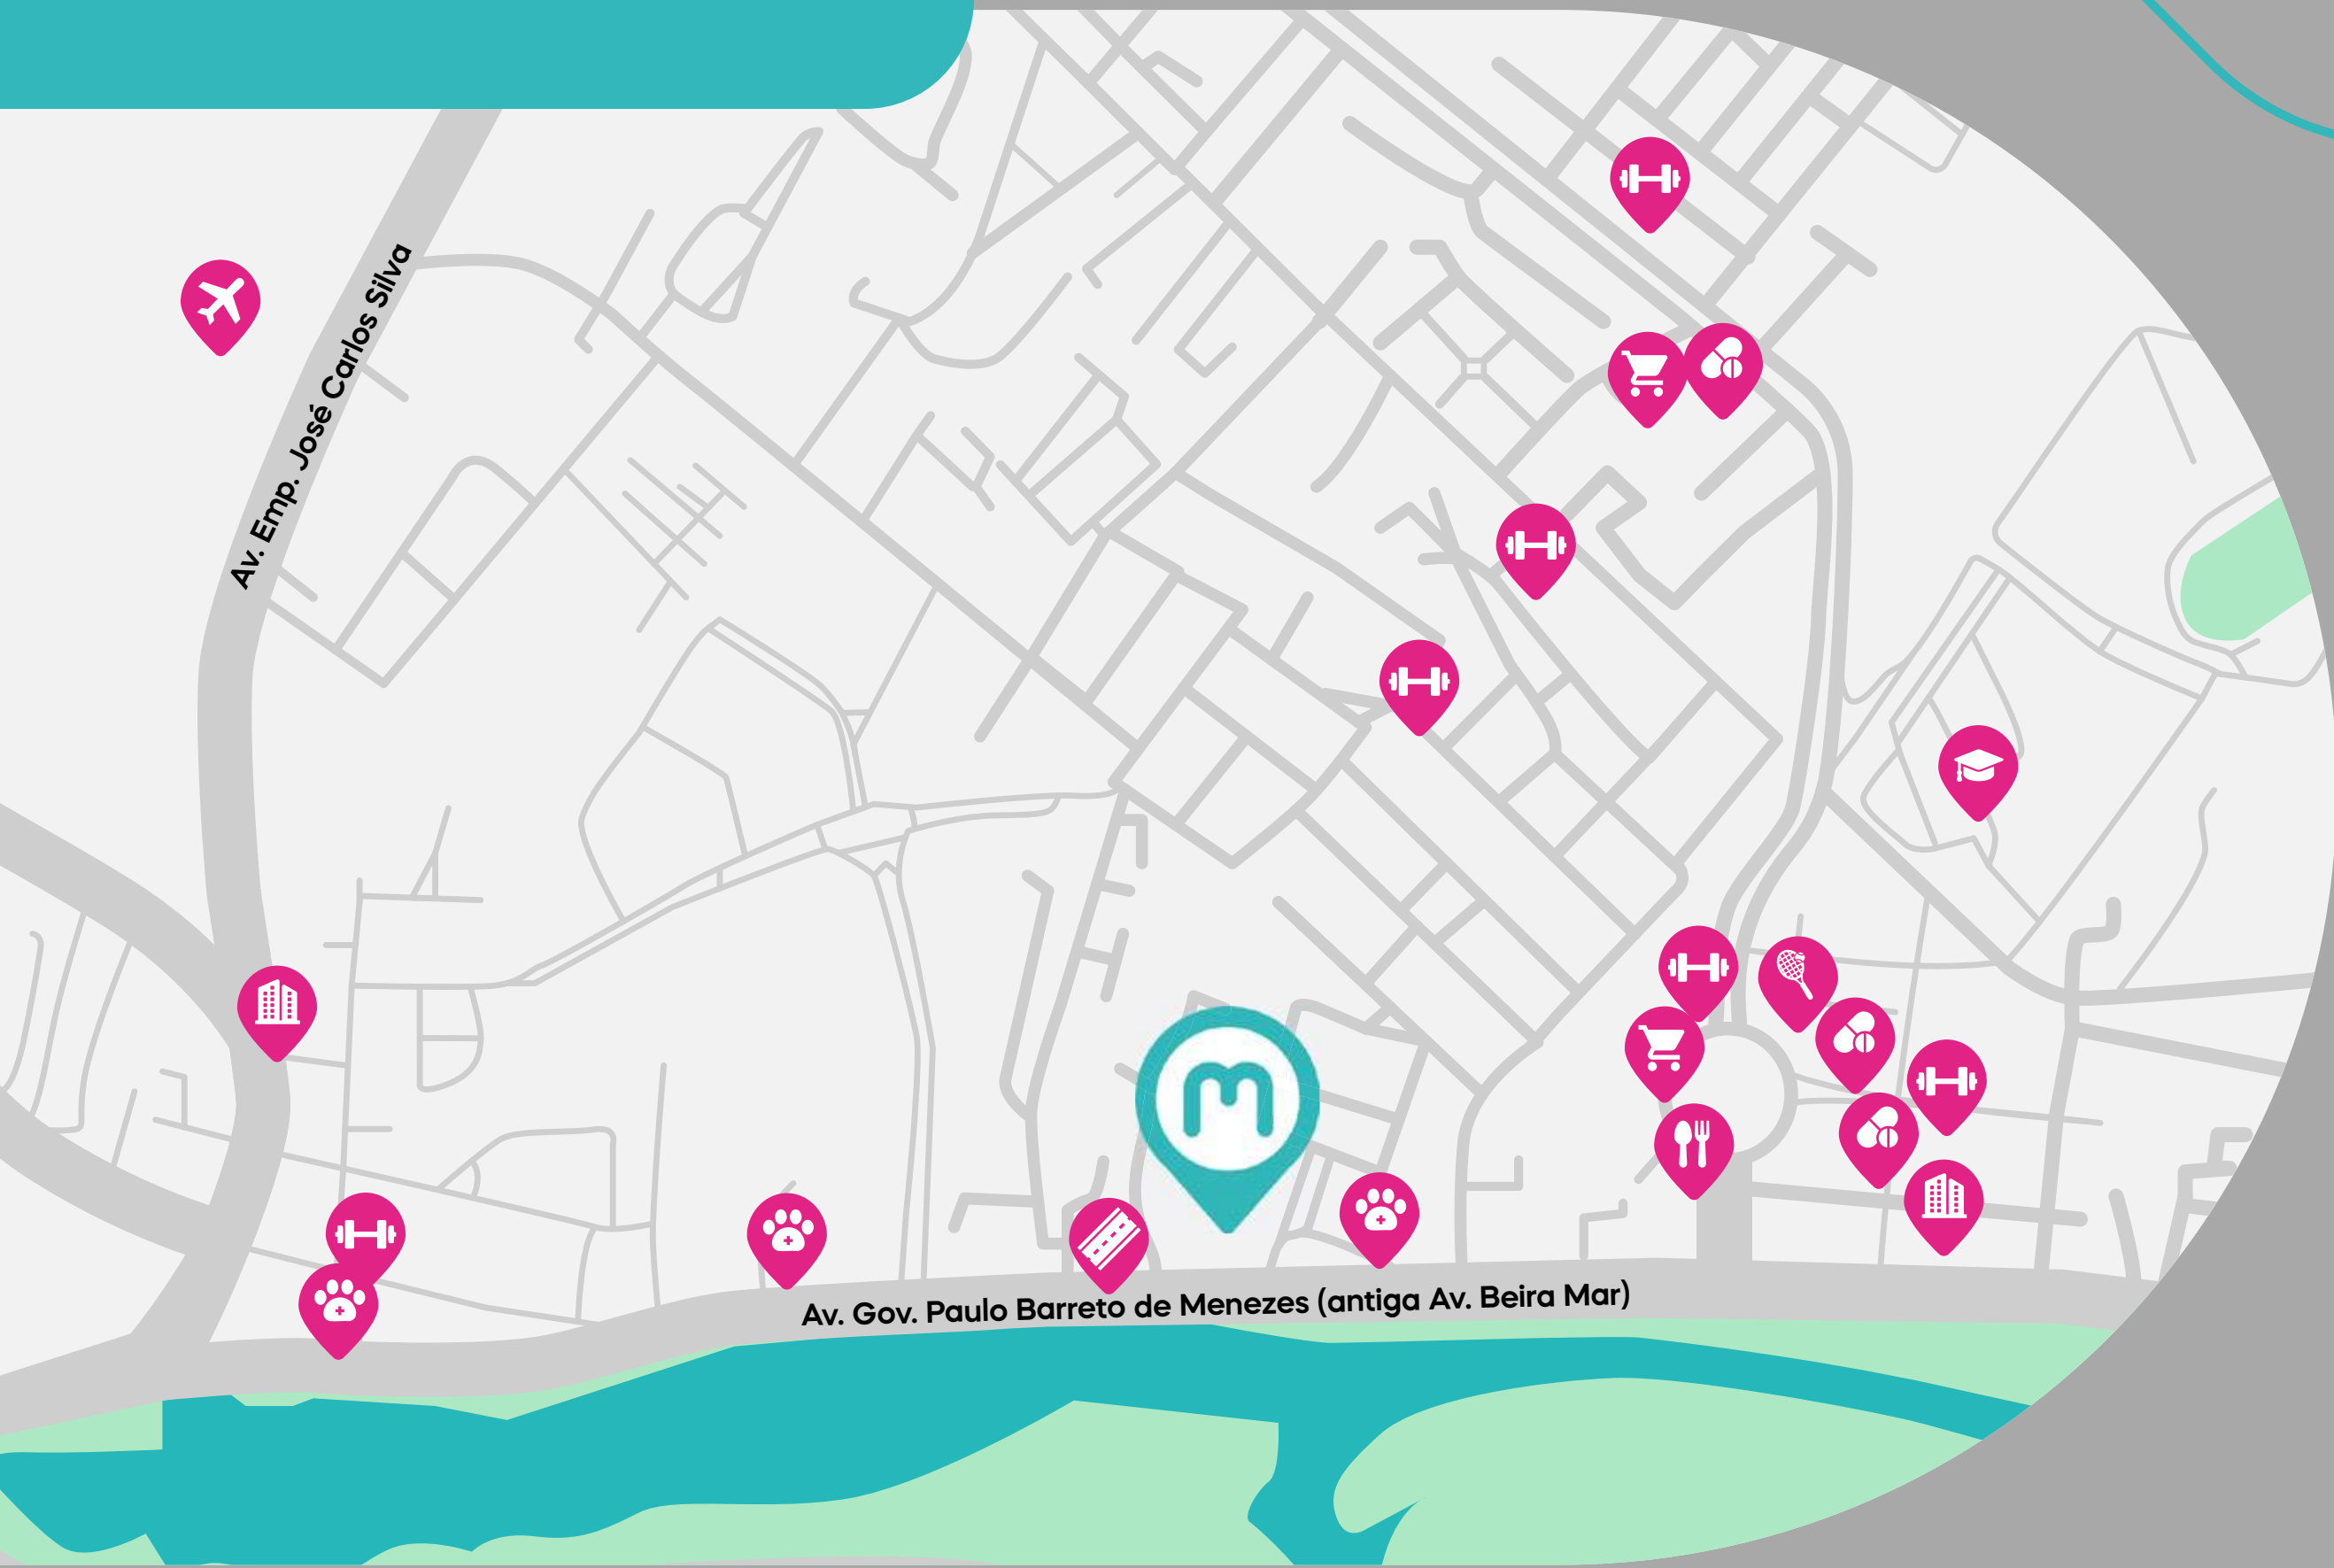 Av. Emp. José Carlos Silva
m
Av. Gov. Paulo Barreto de Menezes (antiga Av. Beira Mar)